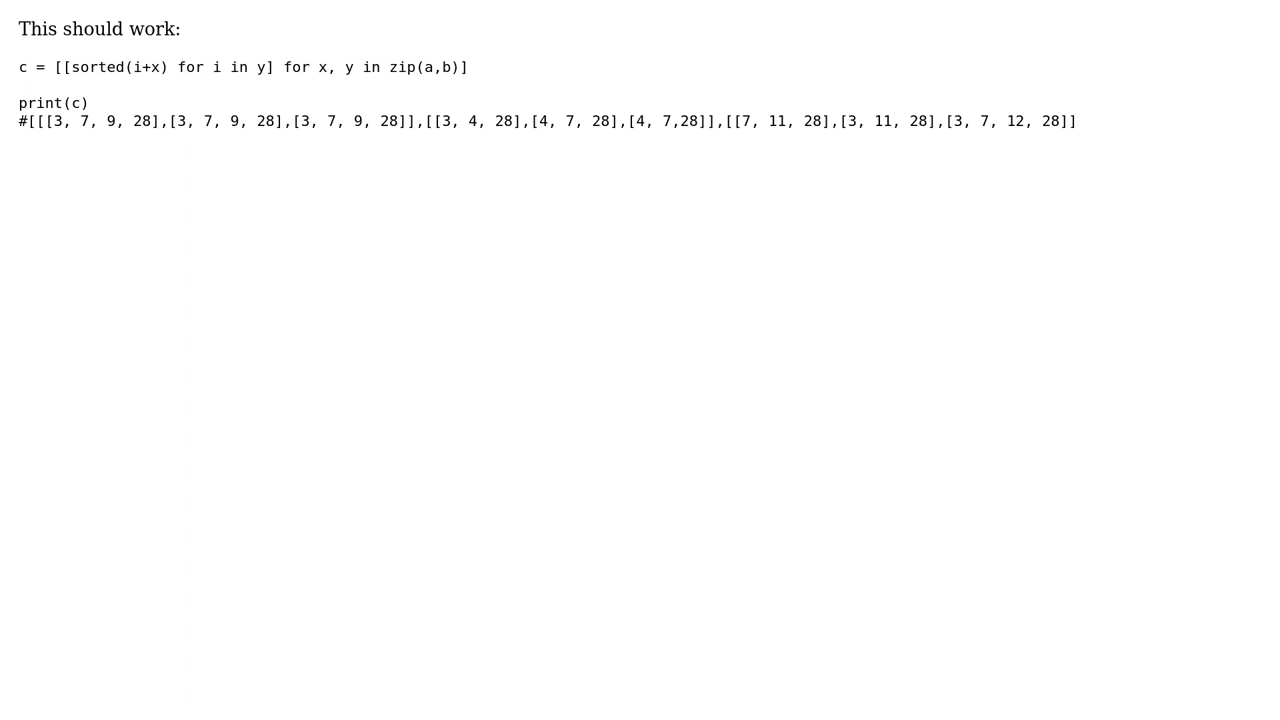 This should work:
c = [[sorted(i+x) for i in y] for x, y in zip(a,b)]
print(c)
#[[[3, 7, 9, 28],[3, 7, 9, 28],[3, 7, 9, 28]],[[3, 4, 28],[4, 7, 28],[4, 7,28]],[[7, 11, 28],[3, 11, 28],[3, 7, 12, 28]]